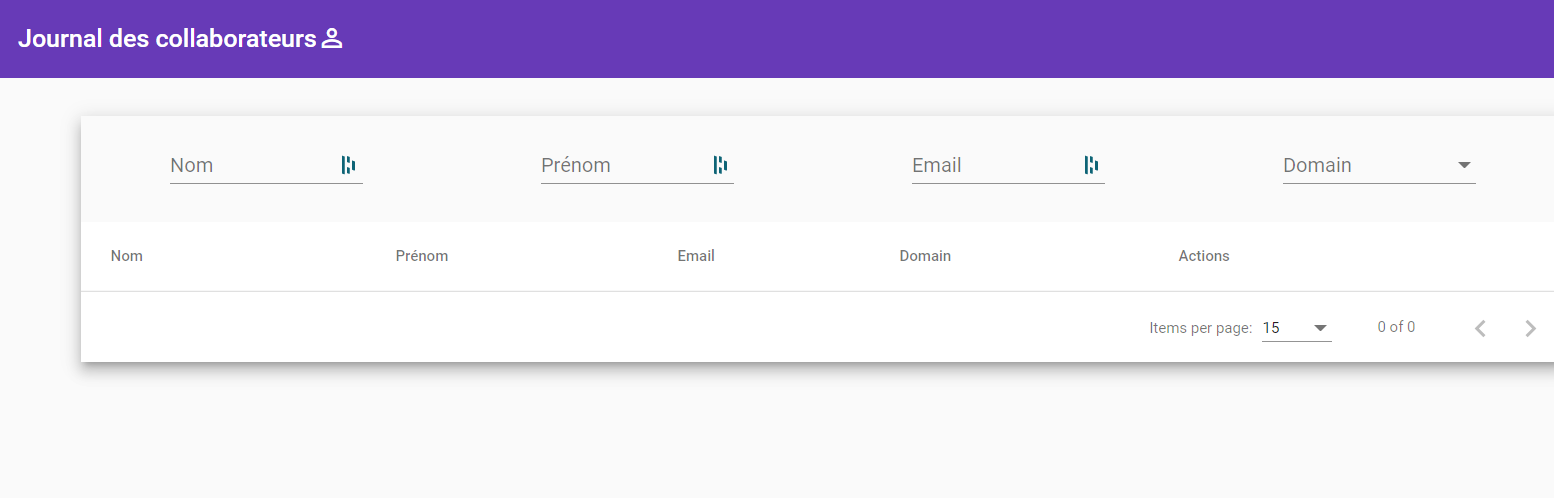 Journal des collaborateurs
Nom Prénom Email Domain
Nom Prénom Email Domain Actions
Items per page: 15 0 of 0